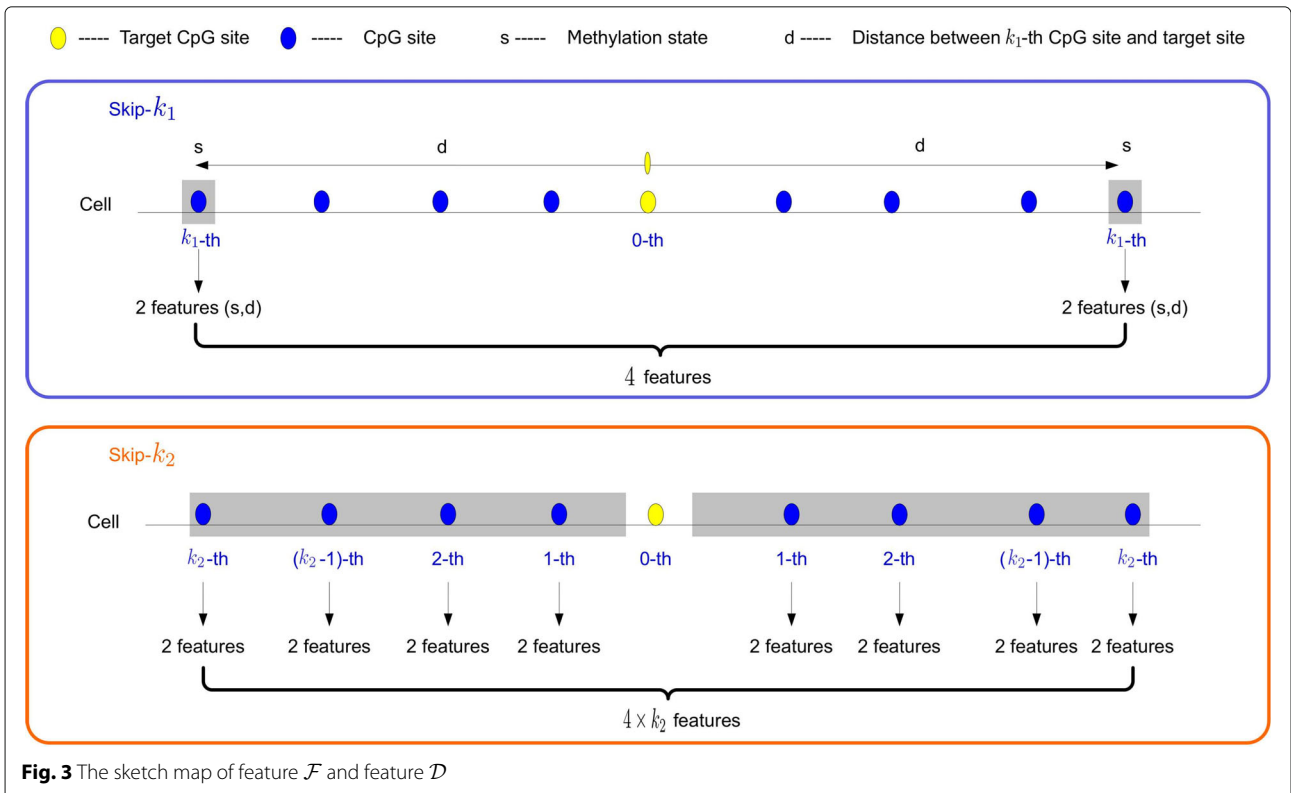 ----- Target CpG site ----- CpG site s ----- Methylation state d ----- Distance between k₁-th CpG site and target site
Skip-k₁
s d d s
Cell
k₁-th 0-th k₁-th
2 features (s,d) 2 features (s,d)
4 features
Skip-k₂
Cell
k₂-th (k₂-1)-th 2-th 1-th 0-th 1-th 2-th (k₂-1)-th k₂-th
2 features 2 features 2 features 2 features 2 features 2 features 2 features 2 features
4 × k₂ features
Fig. 3 The sketch map of feature ℱ and feature 𝒟